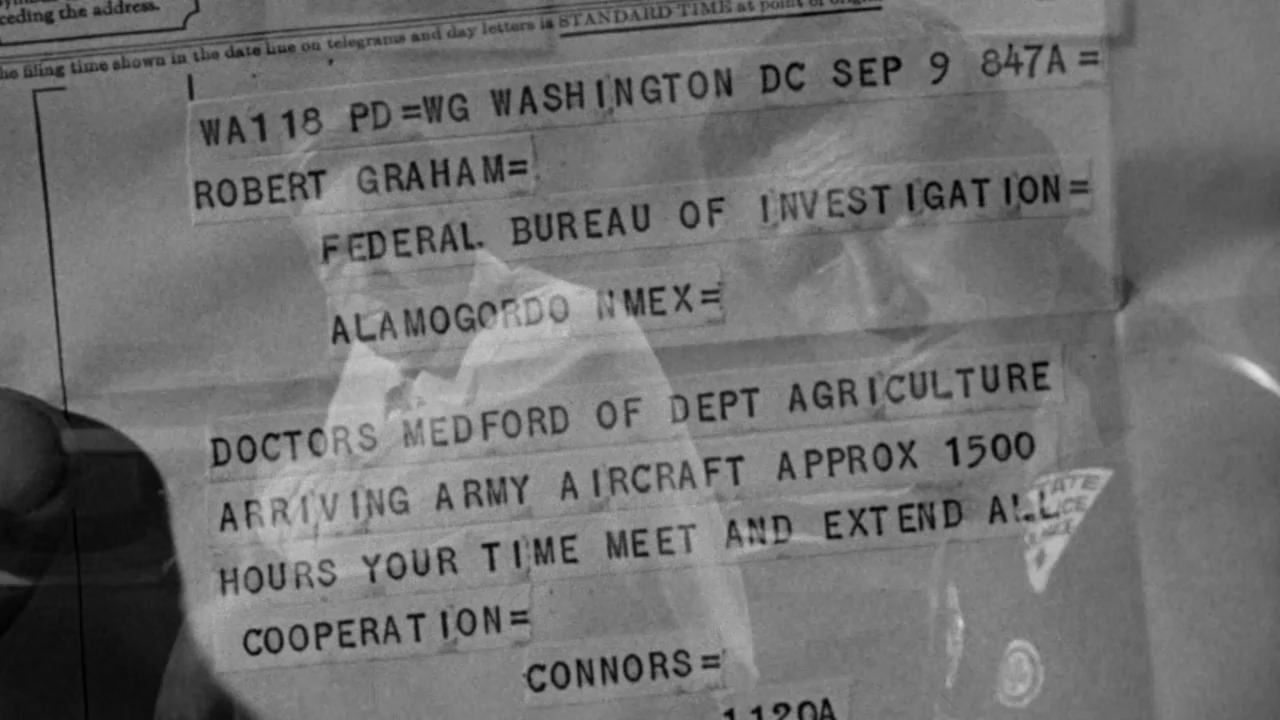 ceding the address.
he filing time shown in the date line on telegrams and day letters is STANDARD TIME at point of origin
WA118 PD=WG WASHINGTON DC SEP 9 847A=
ROBERT GRAHAM=
FEDERAL BUREAU OF INVESTIGATION=
ALAMOGORDO NMEX=
DOCTORS MEDFORD OF DEPT AGRICULTURE
ARRIVING ARMY AIRCRAFT APPROX 1500
HOURS YOUR TIME MEET AND EXTEND ALL
COOPERATION=
CONNORS=
1120A